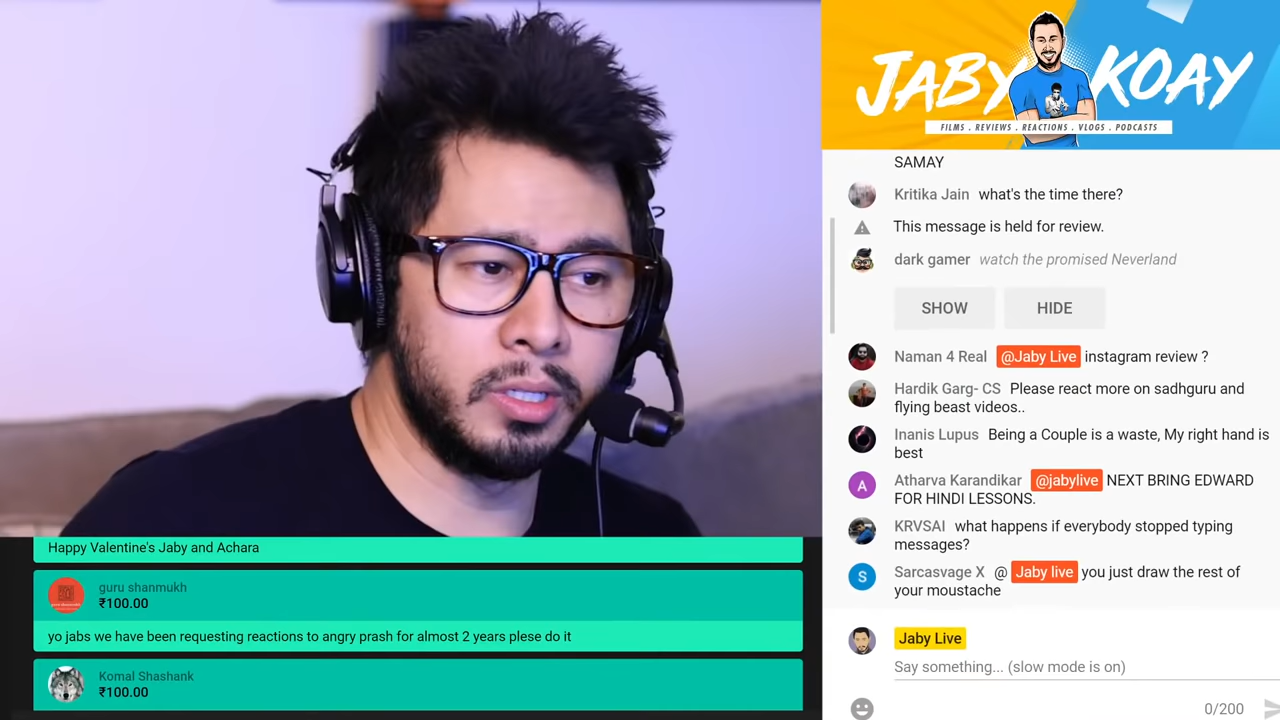 JABY KOAY
FILMS . REVIEWS . REACTIONS . VLOGS . PODCASTS
SAMAY
Kritika Jain what's the time there?
This message is held for review.
dark gamer watch the promised Neverland
SHOW HIDE
Naman 4 Real @Jaby Live instagram review ?
Hardik Garg- CS Please react more on sadhguru and
flying beast videos..
Inanis Lupus Being a Couple is a waste, My right hand is
best
A Atharva Karandikar @jabylive NEXT BRING EDWARD
FOR HINDI LESSONS.
KRVSAI what happens if everybody stopped typing
messages?
S Sarcasvage X @ Jaby live you just draw the rest of
your moustache
Jaby Live
Say something... (slow mode is on)
0/200
Happy Valentine's Jaby and Achara
guru shanmukh
₹100.00
yo jabs we have been requesting reactions to angry prash for almost 2 years plese do it
Komal Shashank
₹100.00